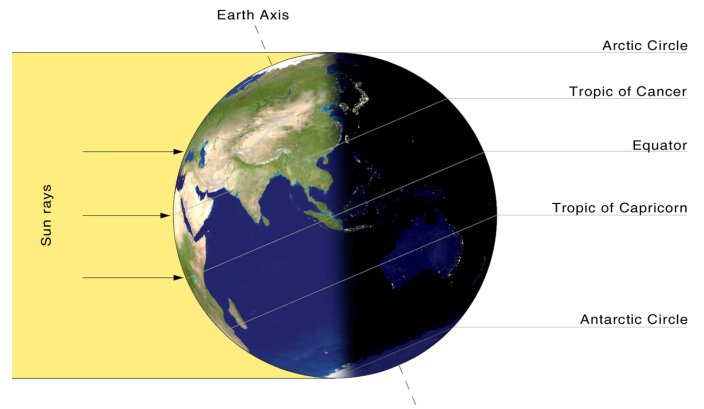 Earth Axis
Arctic Circle
Tropic of Cancer
Equator
Sun rays
Tropic of Capricorn
Antarctic Circle